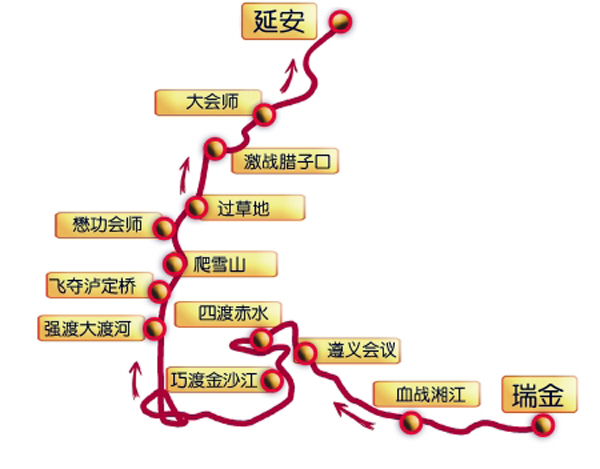 延安
大会师
激战腊子口
过草地
懋功会师
爬雪山
飞夺泸定桥
四渡赤水
强渡大渡河
遵义会议
巧渡金沙江
血战湘江
瑞金